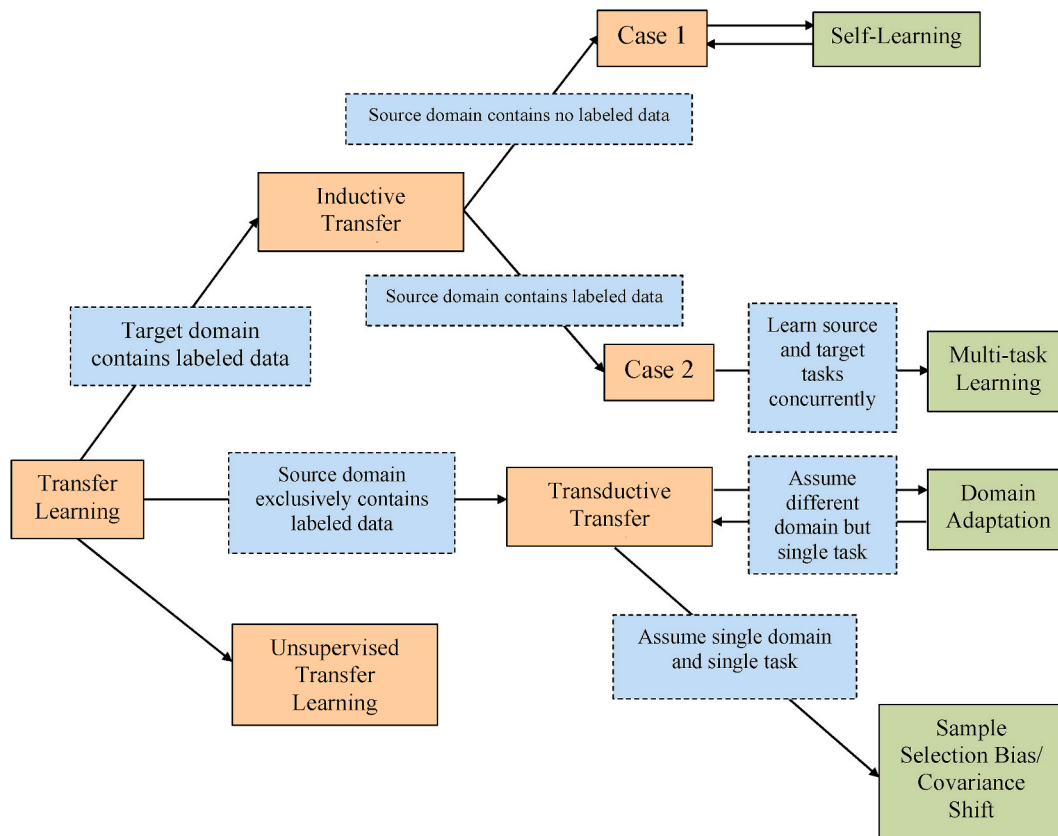 Case 1
Self-Learning
Source domain contains no labeled data
Inductive
Transfer
Source domain contains labeled data
Target domain
contains labeled data
Case 2
Learn source
and target
tasks
concurrently
Multi-task
Learning
Transfer
Learning
Source domain
exclusively contains
labeled data
Transductive
Transfer
Assume
different
domain but
single task
Domain
Adaptation
Unsupervised
Transfer
Learning
Assume single domain
and single task
Sample
Selection Bias/
Covariance
Shift